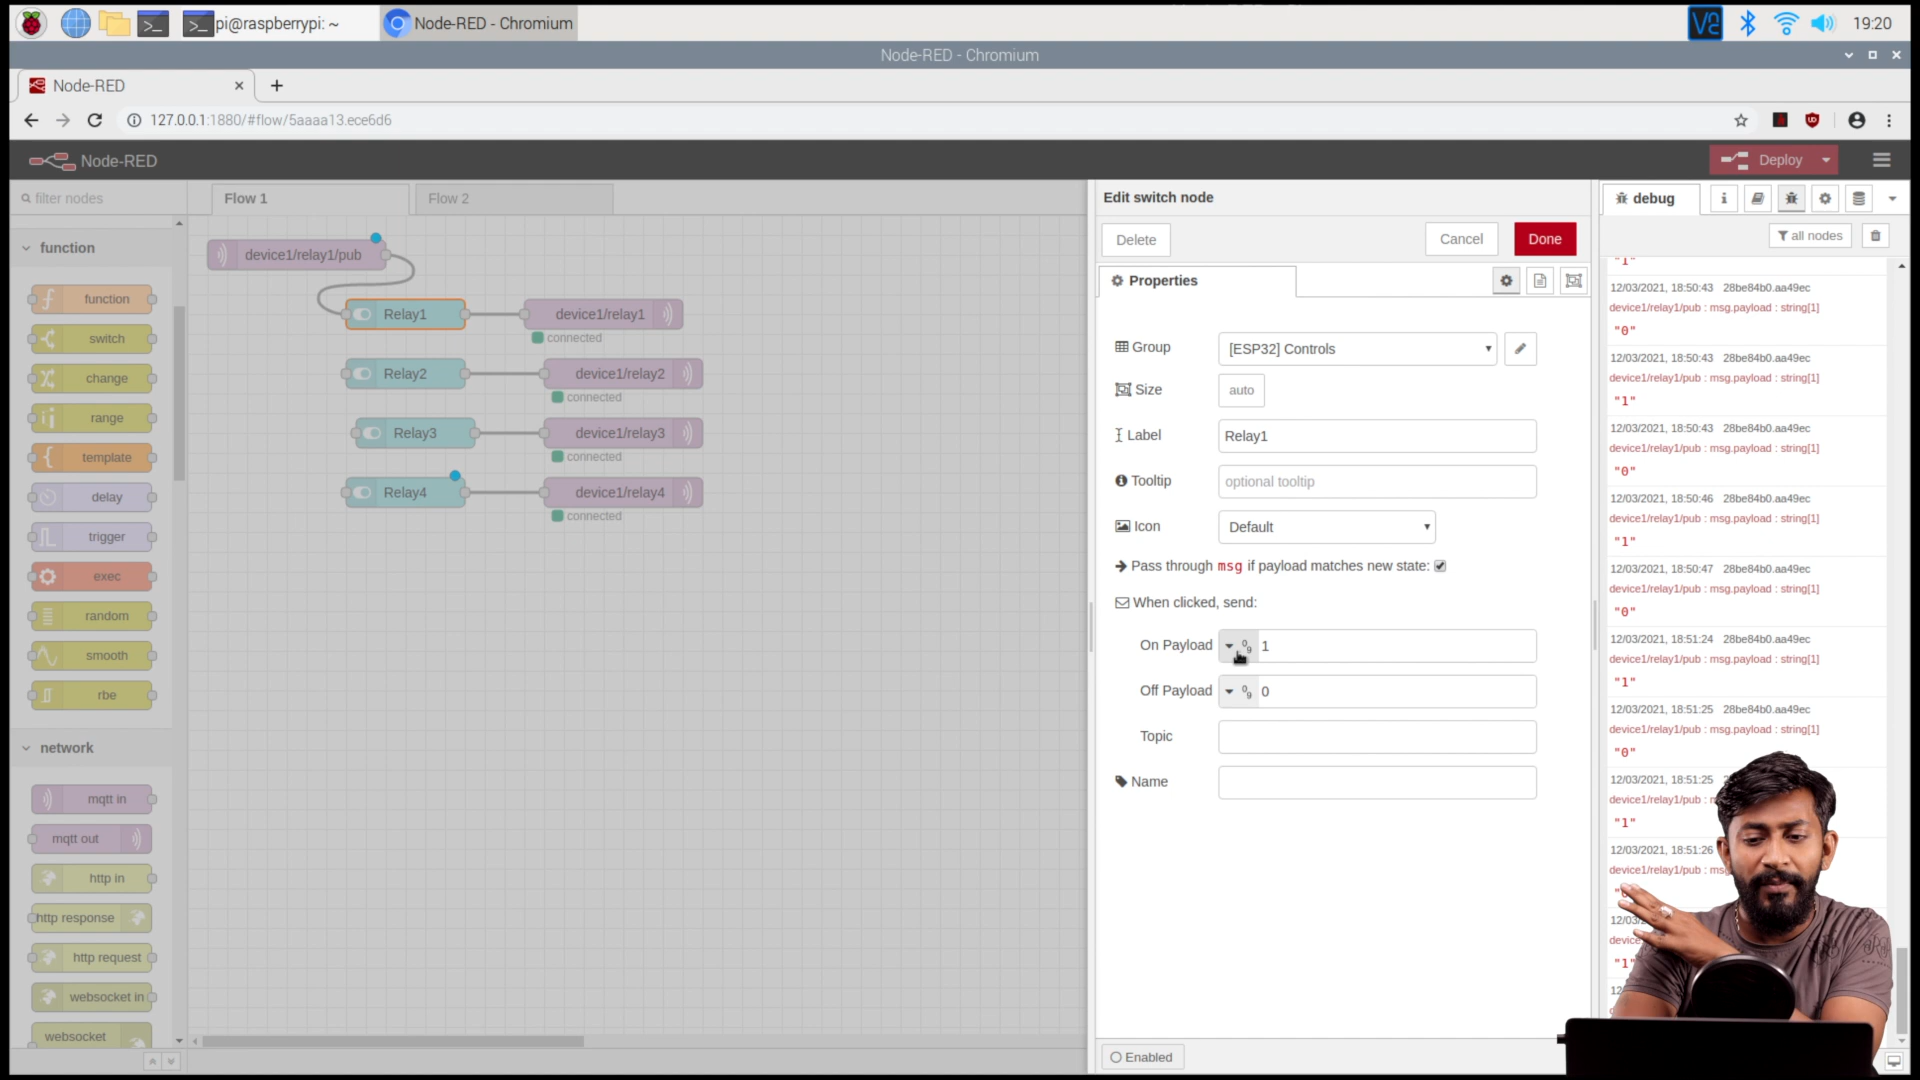 pi@raspberrypi: ~
Node-RED - Chromium
19:20
Node-RED - Chromium
Node-RED
127.0.0.1:1880/#flow/5aaaa13.ece6d6
Node-RED
Deploy
filter nodes
Flow 1
Flow 2
function
function
switch
change
range
template
delay
trigger
exec
random
smooth
rbe
network
mqtt in
mqtt out
http in
http response
http request
websocket in
websocket
device1/relay1/pub
Relay1
device1/relay1
connected
Relay2
device1/relay2
connected
Relay3
device1/relay3
connected
Relay4
device1/relay4
connected
Edit switch node
Delete
Cancel
Done
Properties
Group
[ESP32] Controls
Size
auto
Label
Relay1
Tooltip
optional tooltip
Icon
Default
Pass through msg if payload matches new state:
When clicked, send:
On Payload
1
Off Payload
0
Topic
Name
Enabled
debug
all nodes
"1"
12/03/2021, 18:50:43 28be84b0.aa49ec
device1/relay1/pub : msg.payload : string[1]
"0"
12/03/2021, 18:50:43 28be84b0.aa49ec
device1/relay1/pub : msg.payload : string[1]
"1"
12/03/2021, 18:50:43 28be84b0.aa49ec
device1/relay1/pub : msg.payload : string[1]
"0"
12/03/2021, 18:50:46 28be84b0.aa49ec
device1/relay1/pub : msg.payload : string[1]
"1"
12/03/2021, 18:50:47 28be84b0.aa49ec
device1/relay1/pub : msg.payload : string[1]
"0"
12/03/2021, 18:51:24 28be84b0.aa49ec
device1/relay1/pub : msg.payload : string[1]
"1"
12/03/2021, 18:51:25 28be84b0.aa49ec
device1/relay1/pub : msg.payload : string[1]
"0"
12/03/2021, 18:51:25
device1/relay1/pub
"1"
12/03/2021, 18:51:26
device1/relay1/pub : msg
"1"